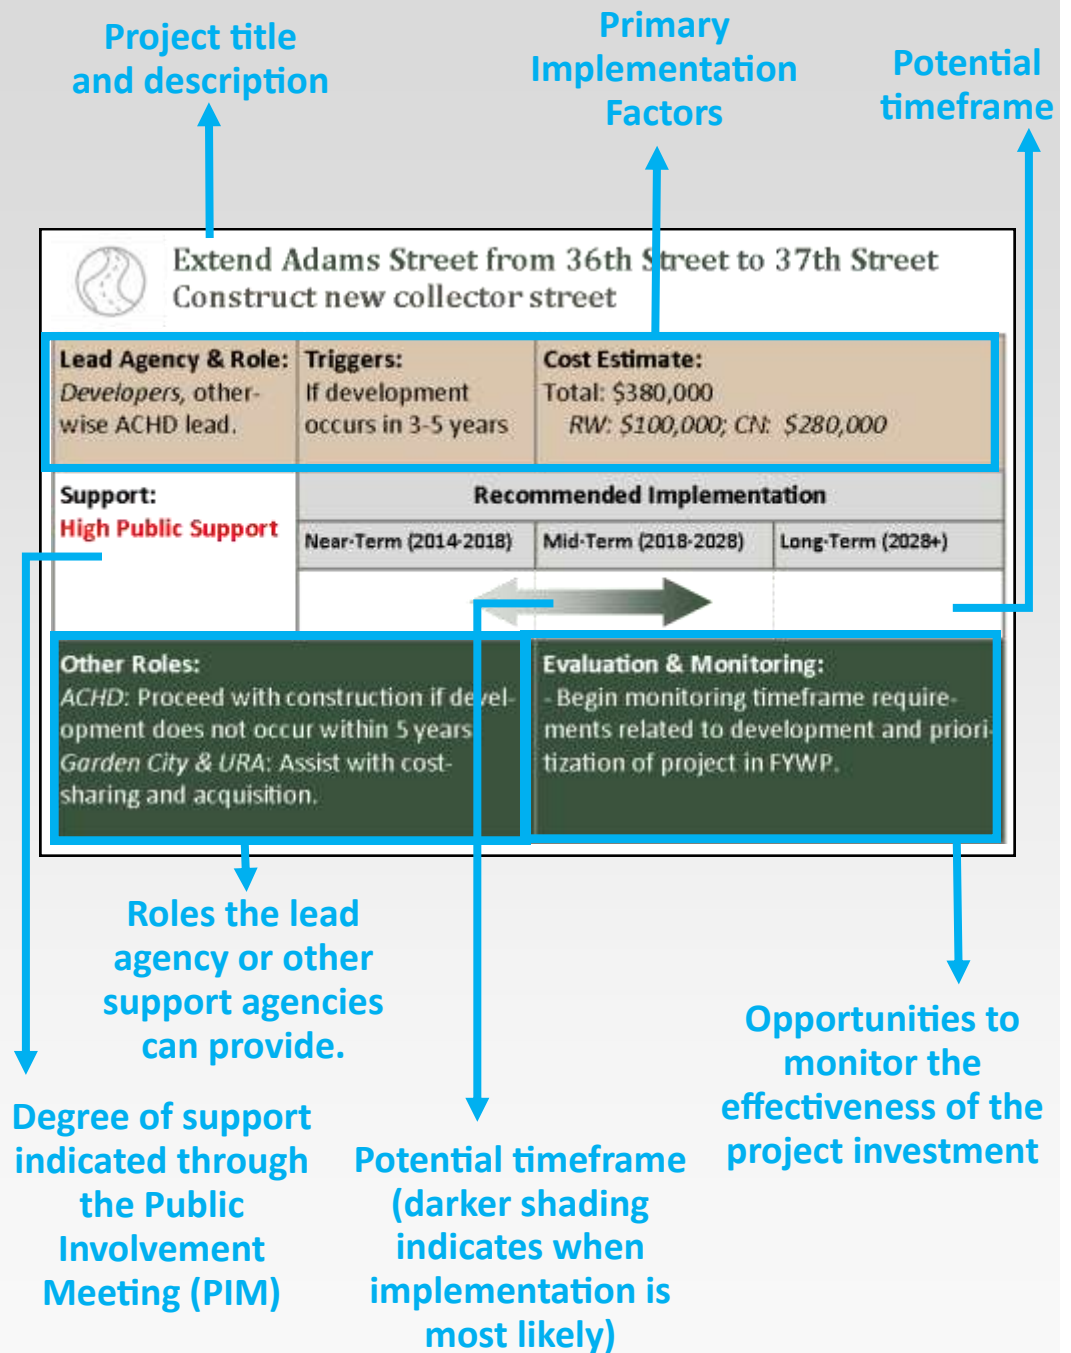 Project title
and description
Primary
Implementation
Factors
Potential
timeframe
Extend Adams Street from 36th Street to 37th Street
Construct new collector street
Lead Agency & Role:
Developers, other-
wise ACHD lead.
Triggers:
If development
occurs in 3-5 years
Cost Estimate:
Total: $380,000
RW: $100,000; CN: $280,000
Support:
High Public Support
Recommended Implementation
Near-Term (2014-2018)
Mid-Term (2018-2028)
Long-Term (2028+)
Other Roles:
ACHD: Proceed with construction if devel-
opment does not occur within 5 years
Garden City & URA: Assist with cost-
sharing and acquisition.
Evaluation & Monitoring:
- Begin monitoring timeframe require-
ments related to development and priori-
tization of project in FYWP.
Roles the lead
agency or other
support agencies
can provide.
Opportunities to
monitor the
effectiveness of the
project investment
Degree of support
indicated through
the Public
Involvement
Meeting (PIM)
Potential timeframe
(darker shading
indicates when
implementation is
most likely)